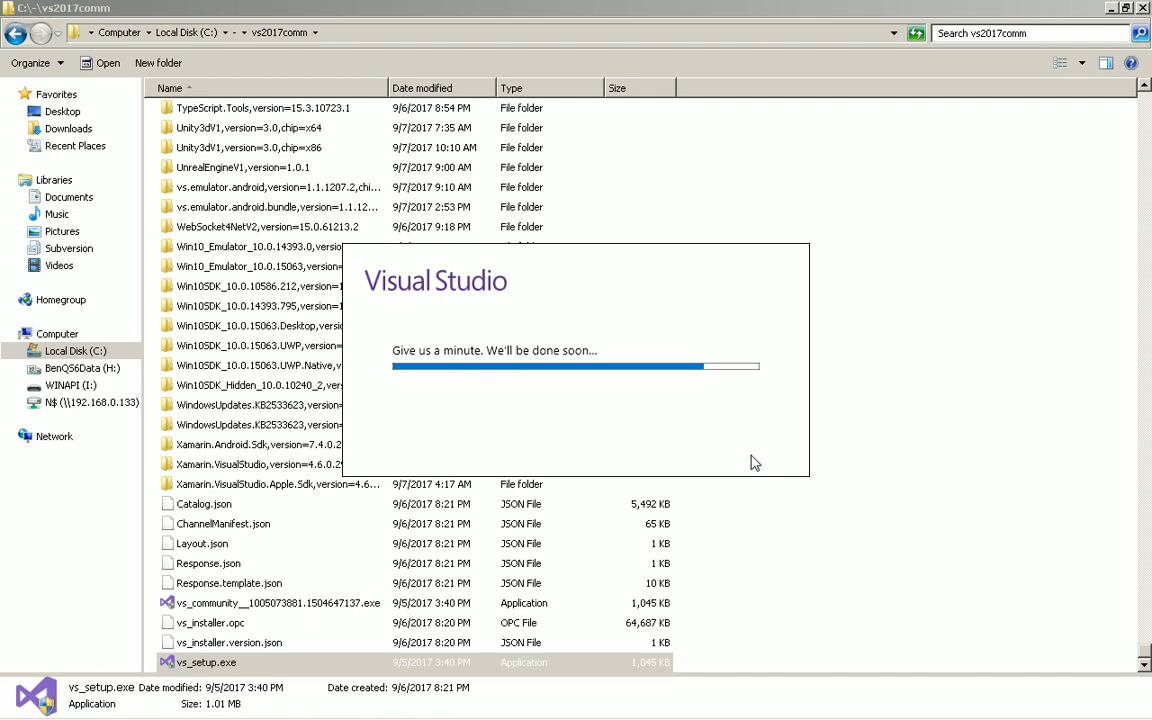 C:\-\vs2017comm
Computer Local Disk (C:) - vs2017comm
Search vs2017comm
Organize Open New folder
Name Date modified Type Size
Favorites
Desktop
Downloads
Recent Places
Libraries
Documents
Music
Pictures
Subversion
Videos
Homegroup
Computer
Local Disk (C:)
BenQS6Data (H:)
WINAPI (I:)
N$ (\\192.168.0.133)
Network
TypeScript.Tools,version=15.3.10723.1 9/6/2017 8:54 PM File folder
Unity3dV1,version=3.0,chip=x64 9/7/2017 7:35 AM File folder
Unity3dV1,version=3.0,chip=x86 9/7/2017 10:10 AM File folder
UnrealEngineV1,version=1.0.1 9/7/2017 9:00 AM File folder
vs.emulator.android,version=1.1.1207.2,chi... 9/7/2017 9:10 AM File folder
vs.emulator.android.bundle,version=1.1.12... 9/7/2017 2:53 PM File folder
WebSocket4NetV2,version=15.0.61213.2 9/6/2017 9:18 PM File folder
Win10_Emulator_10.0.14393.0,versio
Win10_Emulator_10.0.15063,version=
Win10SDK_10.0.10586.212,version=1
Win10SDK_10.0.14393.795,version=1
Win10SDK_10.0.15063.Desktop,versio
Win10SDK_10.0.15063.UWP,version=
Win10SDK_10.0.15063.UWP.Native,v
Win10SDK_Hidden_10.0.10240_2,vers
WindowsUpdates.KB2533623,version=
WindowsUpdates.KB2533623,version=
Xamarin.Android.Sdk,version=7.4.0.2
Xamarin.VisualStudio,version=4.6.0.29
Xamarin.VisualStudio.Apple.Sdk,version=4.6... 9/7/2017 4:17 AM File folder
Catalog.json 9/6/2017 8:21 PM JSON File 5,492 KB
ChannelManifest.json 9/6/2017 8:21 PM JSON File 65 KB
Layout.json 9/6/2017 8:21 PM JSON File 1 KB
Response.json 9/6/2017 8:21 PM JSON File 1 KB
Response.template.json 9/6/2017 8:21 PM JSON File 10 KB
vs_community__1005073881.1504647137.exe 9/5/2017 3:40 PM Application 1,045 KB
vs_installer.opc 9/6/2017 8:20 PM OPC File 64,687 KB
vs_installer.version.json 9/6/2017 8:20 PM JSON File 1 KB
vs_setup.exe 9/5/2017 3:40 PM Application 1,045 KB
Visual Studio
Give us a minute. We'll be done soon...
vs_setup.exe Date modified: 9/5/2017 3:40 PM Date created: 9/6/2017 8:21 PM
Application Size: 1.01 MB